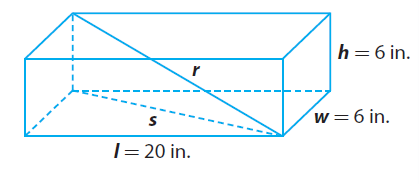 h = 6 in.
r
s
w = 6 in.
l = 20 in.